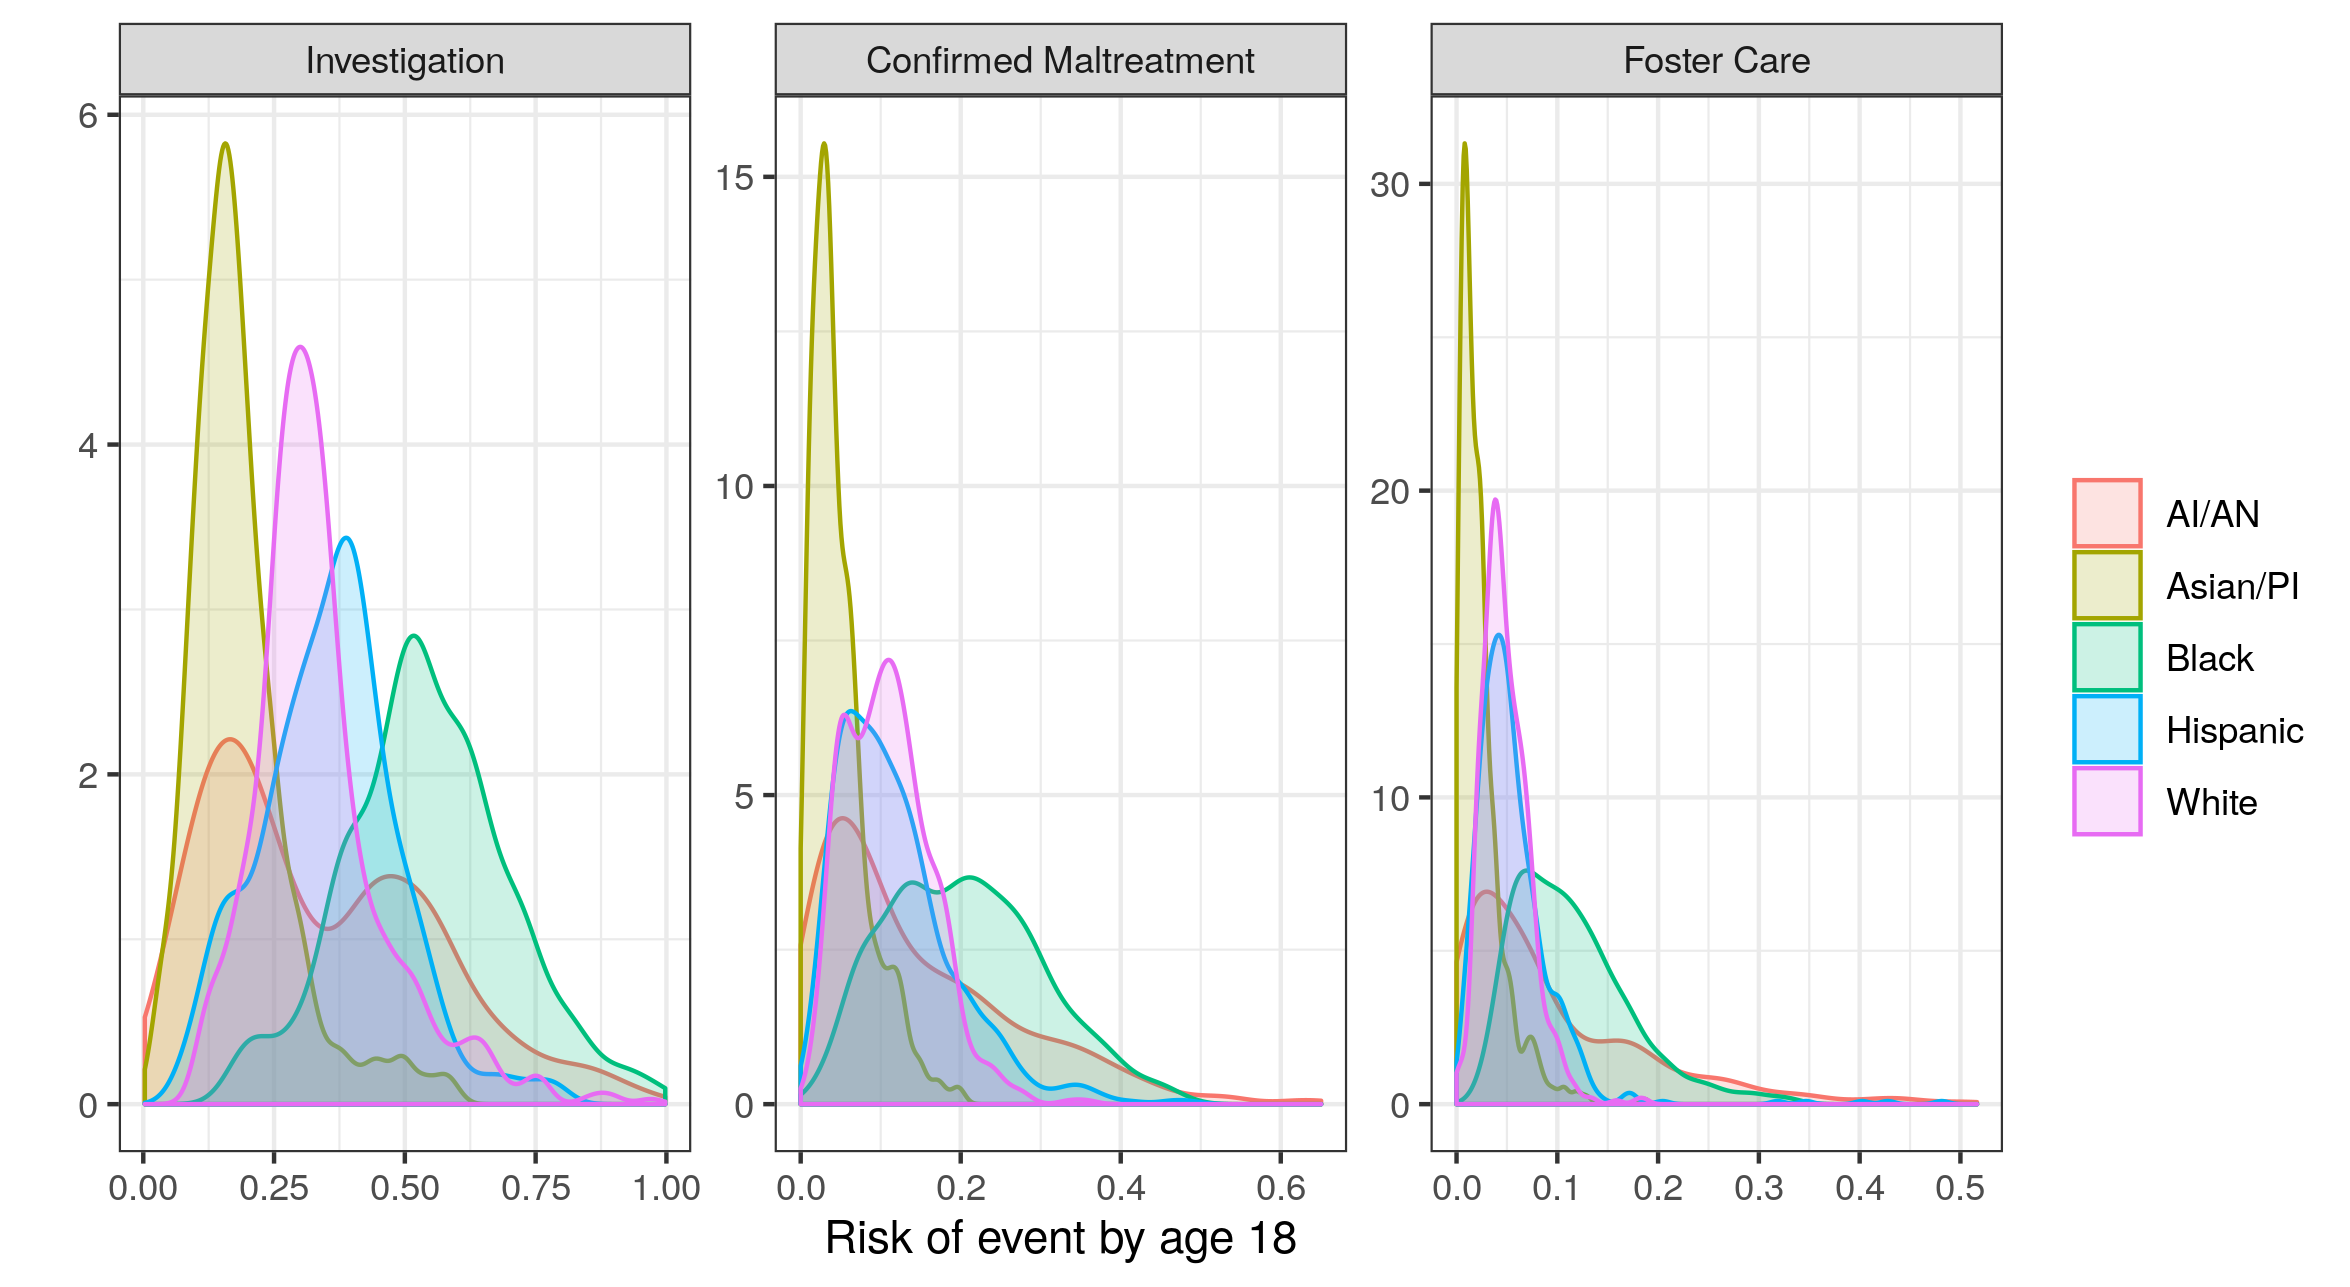 Investigation
Confirmed Maltreatment
Foster Care
6
4
2
0
15
10
5
0
30
20
10
0
0.00 0.25 0.50 0.75 1.00
0.0 0.2 0.4 0.6
0.0 0.1 0.2 0.3 0.4 0.5
Risk of event by age 18
AI/AN
Asian/PI
Black
Hispanic
White